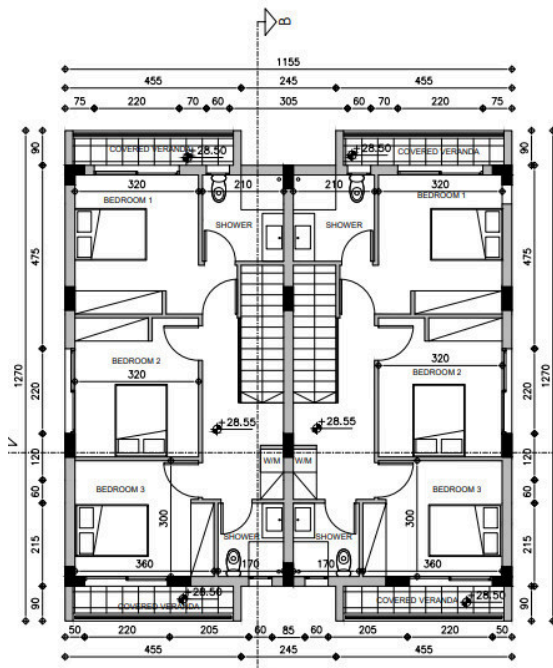 B
1155
455 245 455
75 220 70 60 305 60 70 220 75
90 90
COVERED VERANDA +28.50 +28.50 COVERED VERANDA
320 210 210 320
BEDROOM 1 BEDROOM 1
SHOWER SHOWER
475 475
BEDROOM 2 BEDROOM 2
320 320
1270 220 220 1270
+28.55 +28.55
120 120
W/M W/M
BEDROOM 3 BEDROOM 3
60 60
300 300
SHOWER SHOWER
215 215
360 170 170 360
90 90
COVERED VERANDA +28.50 COVERED VERANDA +28.50
50 220 205 60 85 60 205 220 50
455 245 455